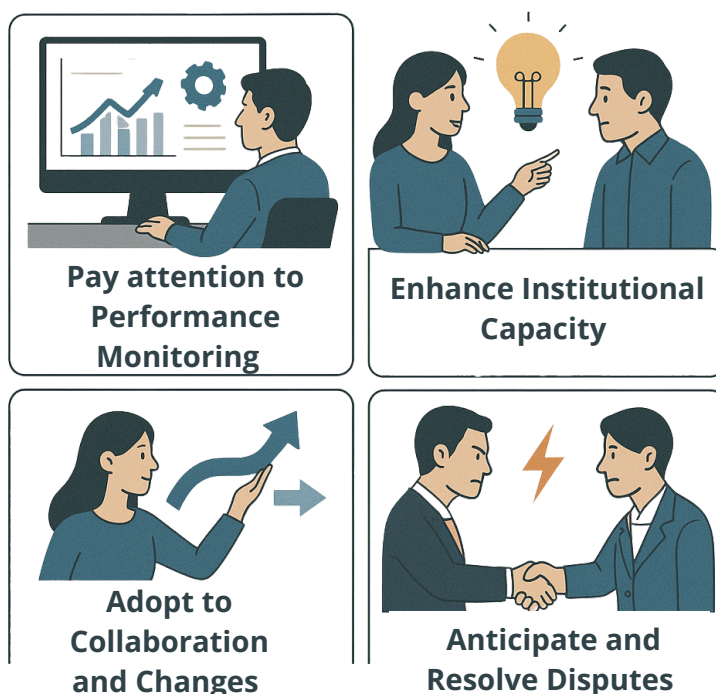 Pay attention to
Performance
Monitoring
Enhance Institutional
Capacity
Adopt to
Collaboration
and Changes
Anticipate and
Resolve Disputes